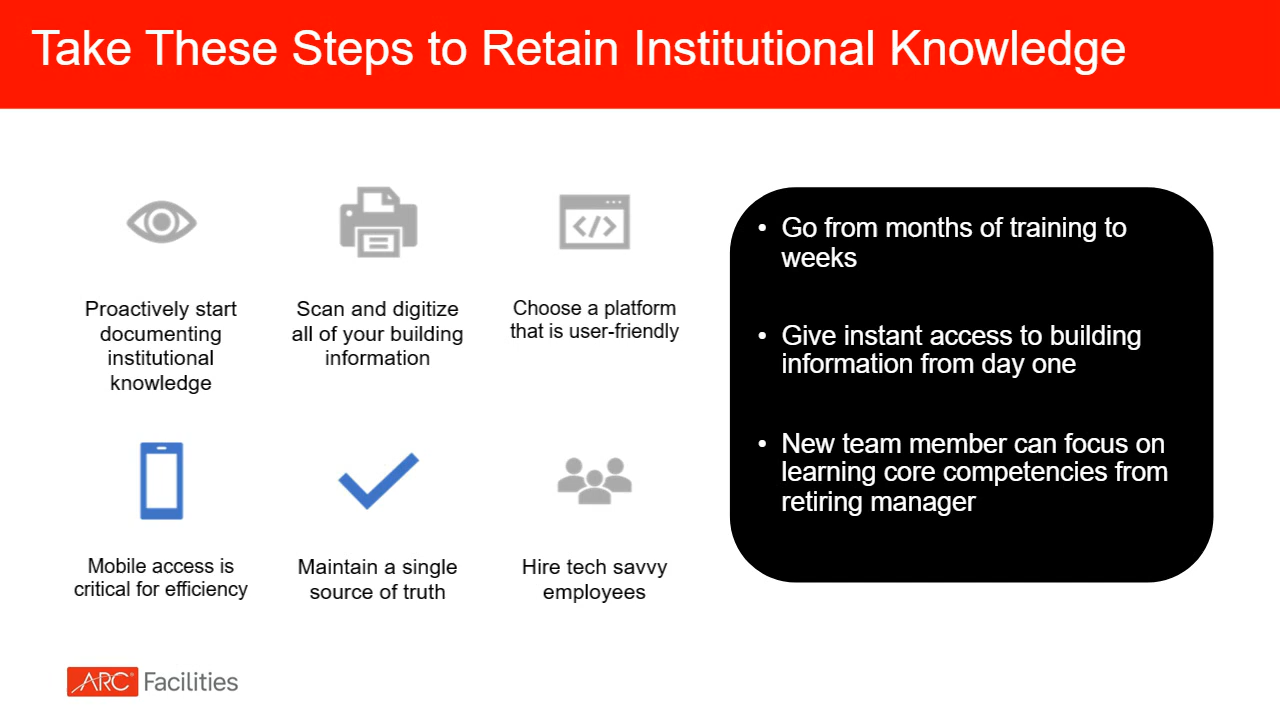 Take These Steps to Retain Institutional Knowledge
Proactively start
documenting
institutional
knowledge
Scan and digitize
all of your building
information
Choose a platform
that is user-friendly
Mobile access is
critical for efficiency
Maintain a single
source of truth
Hire tech savvy
employees
• Go from months of training to
weeks
• Give instant access to building
information from day one
• New team member can focus on
learning core competencies from
retiring manager
ARC® Facilities